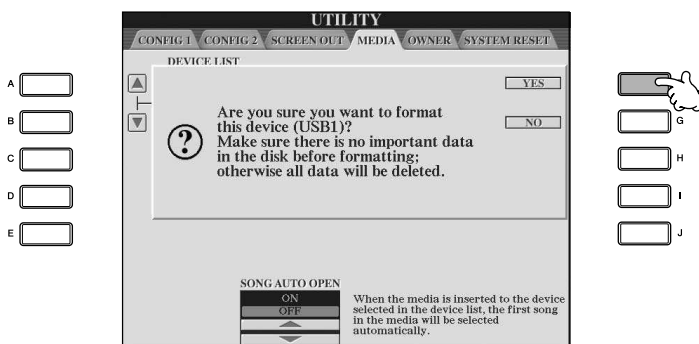 UTILITY
CONFIG 1 CONFIG 2 SCREEN OUT MEDIA OWNER SYSTEM RESET
DEVICE LIST
A
B
C
D
E
YES
NO
Are you sure you want to format
this device (USB1)?
Make sure there is no important data
in the disk before formatting;
otherwise all data will be deleted.
?
G
H
I
J
SONG AUTO OPEN
ON
OFF
When the media is inserted to the device
selected in the device list, the first song
in the media will be selected
automatically.